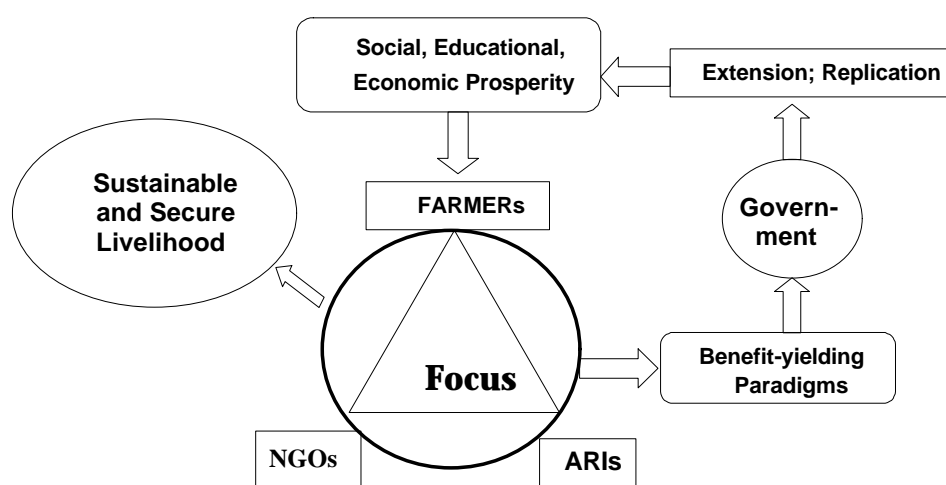 Social, Educational,
Economic Prosperity
Extension; Replication
Sustainable
and Secure
Livelihood
FARMERs
Govern-
ment
Focus
Benefit-yielding
Paradigms
NGOs
ARIs